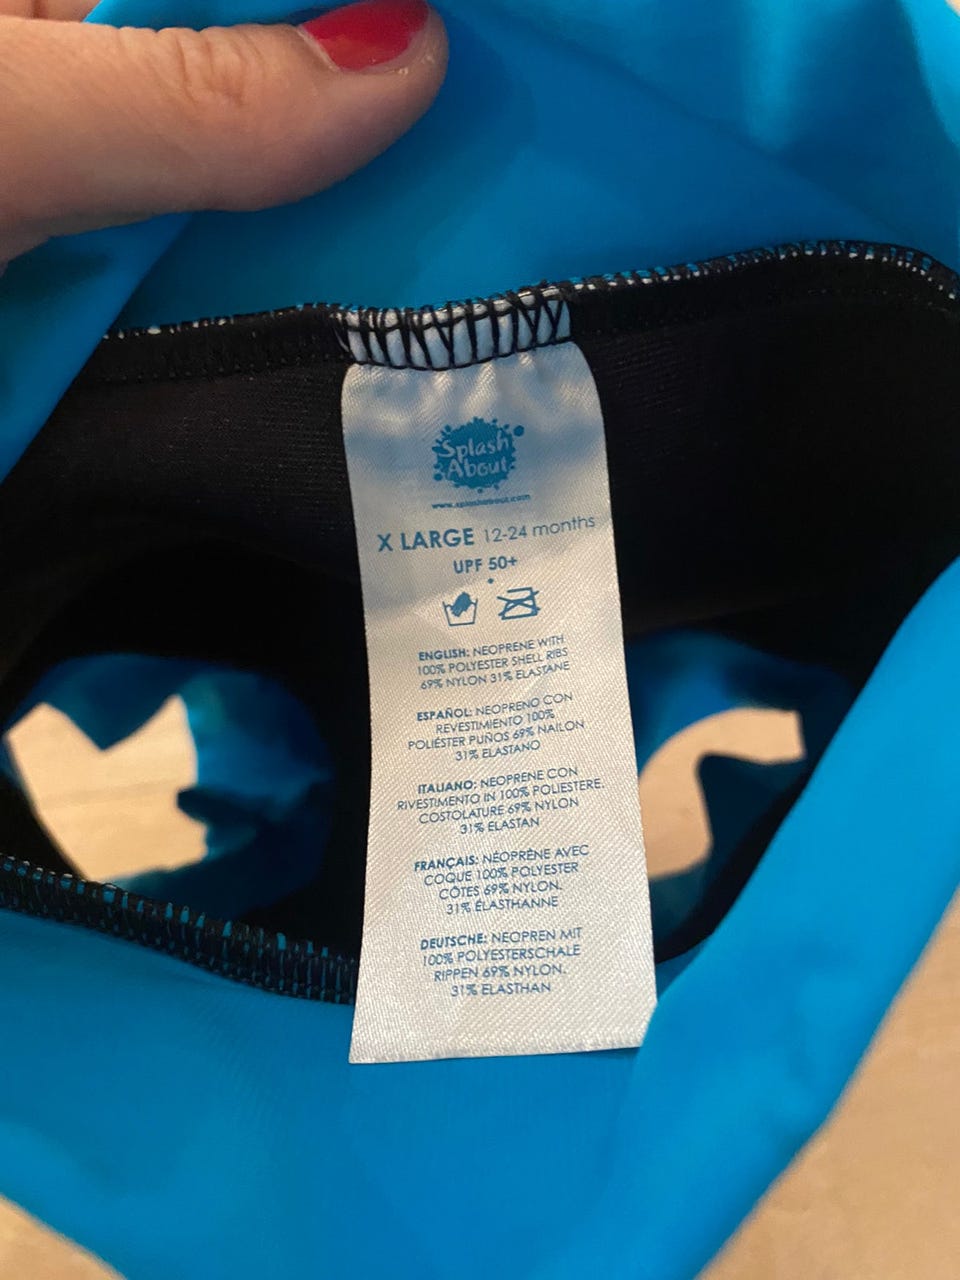 Splash
About
www.splashabout.com
X LARGE 12-24 months
UPF 50+
ENGLISH: NEOPRENE WITH
100% POLYESTER SHELL RIBS
69% NYLON 31% ELASTANE
ESPAÑOL: NEOPRENO CON
REVESTIMIENTO 100%
POLIÉSTER PUÑOS 69% NAILON
31% ELASTANO
ITALIANO: NEOPRENE CON
RIVESTIMENTO IN 100% POLIESTERE.
COSTOLATURE 69% NYLON
31% ELASTAN
FRANÇAIS: NÉOPRÈNE AVEC
COQUE 100% POLYESTER
CÔTES 69% NYLON.
31% ÉLASTHANNE
DEUTSCHE: NEOPREN MIT
100% POLYESTERSCHALE
RIPPEN 69% NYLON.
31% ELASTHAN